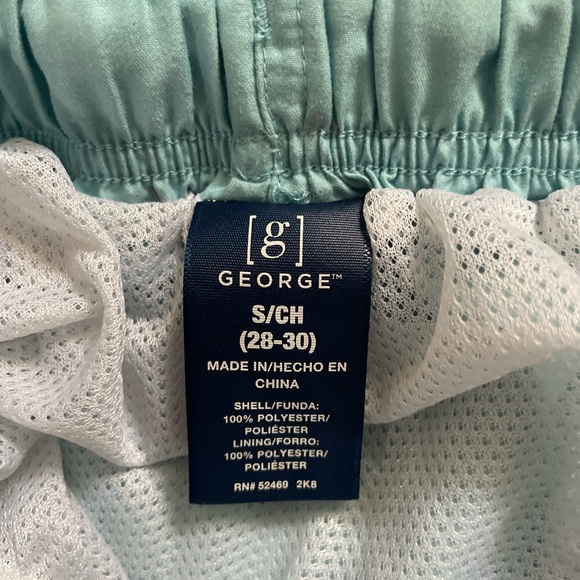 [g]
GEORGE™
S/CH
(28-30)
MADE IN/HECHO EN
CHINA
SHELL/FUNDA:
100% POLYESTER/
POLIÉSTER
LINING/FORRO:
100% POLYESTER/
POLIÉSTER
RN# 52469 2K8